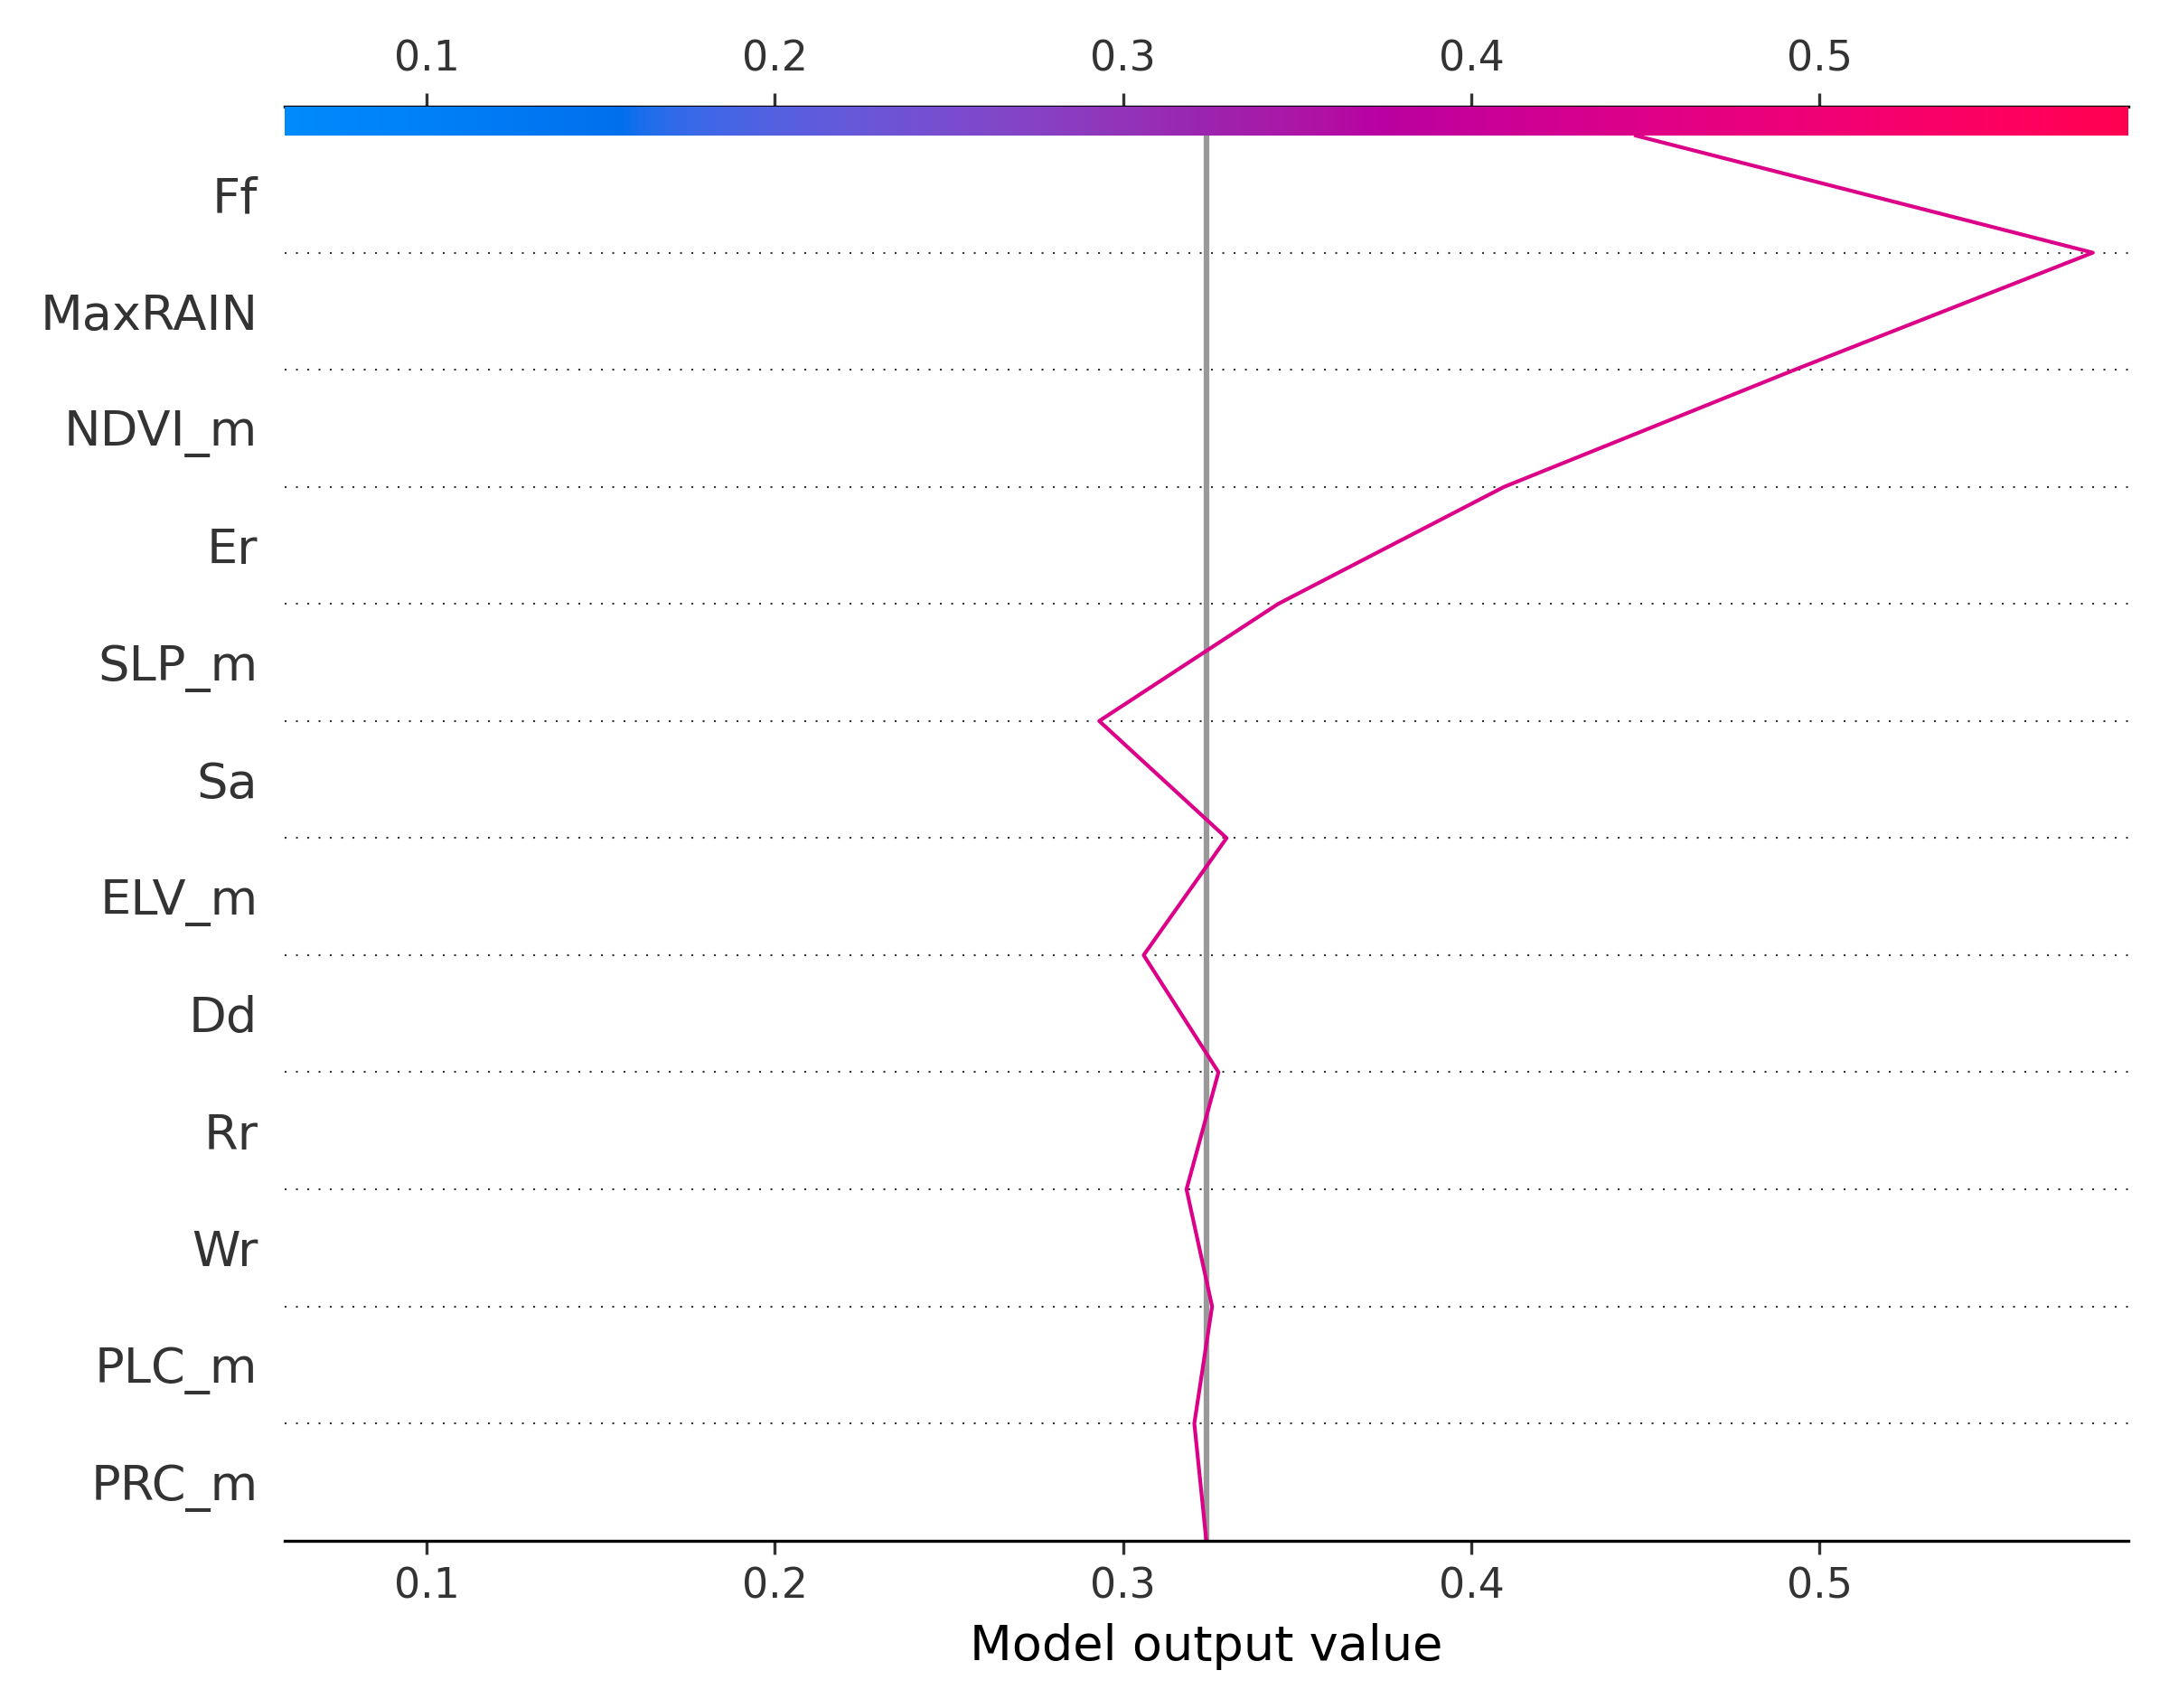 0.1 0.2 0.3 0.4 0.5
Ff
MaxRAIN
NDVI_m
Er
SLP_m
Sa
ELV_m
Dd
Rr
Wr
PLC_m
PRC_m
0.1 0.2 0.3 0.4 0.5
Model output value